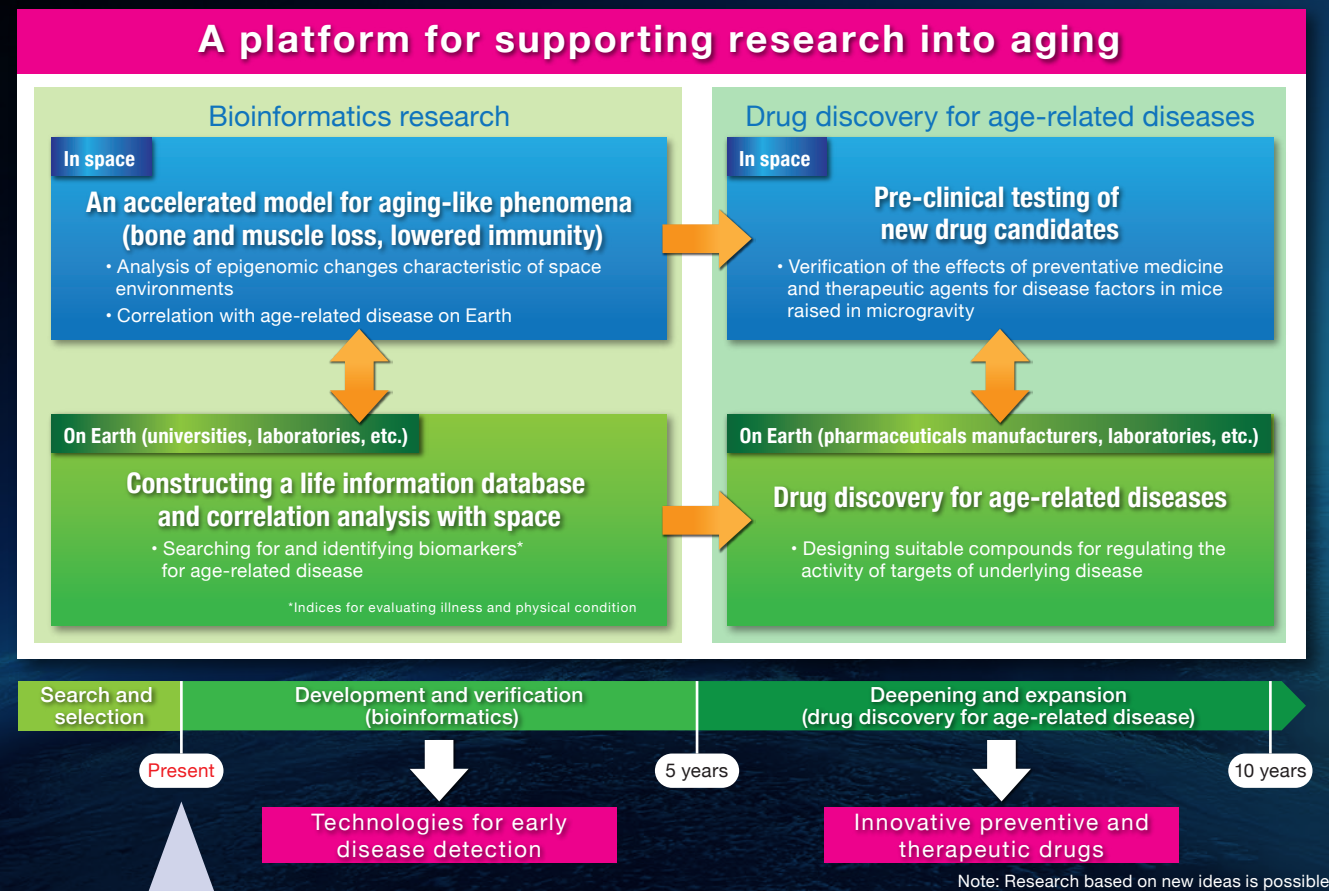 A platform for supporting research into aging
Bioinformatics research
In space
An accelerated model for aging-like phenomena
(bone and muscle loss, lowered immunity)
• Analysis of epigenomic changes characteristic of space
environments
• Correlation with age-related disease on Earth
On Earth (universities, laboratories, etc.)
Constructing a life information database
and correlation analysis with space
• Searching for and identifying biomarkers*
for age-related disease
*Indices for evaluating illness and physical condition
Drug discovery for age-related diseases
In space
Pre-clinical testing of
new drug candidates
• Verification of the effects of preventative medicine
and therapeutic agents for disease factors in mice
raised in microgravity
On Earth (pharmaceuticals manufacturers, laboratories, etc.)
Drug discovery for age-related diseases
• Designing suitable compounds for regulating the
activity of targets of underlying disease
Search and
selection
Development and verification
(bioinformatics)
Deepening and expansion
(drug discovery for age-related disease)
Present
5 years
10 years
Technologies for early
disease detection
Innovative preventive and
therapeutic drugs
Note: Research based on new ideas is possible